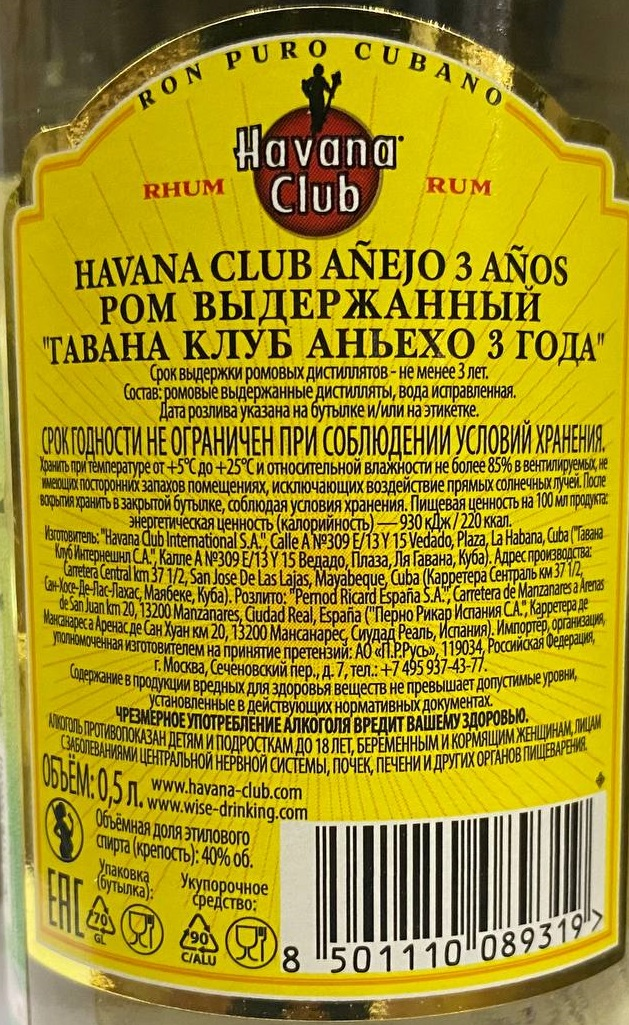 RON PURO CUBANO
Havana
Club
RHUM
RUM
HAVANA CLUB AÑEJO 3 AÑOS
РОМ ВЫДЕРЖАННЫЙ
"ГАВАНА КЛУБ АНЬЕХО 3 ГОДА"
Срок выдержки ромовых дистиллятов - не менее 3 лет.
Состав: ромовые выдержанные дистилляты, вода исправленная.
Дата розлива указана на бутылке и/или на этикетке.
СРОК ГОДНОСТИ НЕ ОГРАНИЧЕН ПРИ СОБЛЮДЕНИИ УСЛОВИЙ ХРАНЕНИЯ.
Хранить при температуре от +5°С до +25°С и относительной влажности не более 85% в вентилируемых, не
имеющих посторонних запахов помещениях, исключающих воздействие прямых солнечных лучей. После
вскрытия хранить в закрытой бутылке, соблюдая условия хранения. Пищевая ценность на 100 мл продукта:
энергетическая ценность (калорийность) — 930 кДж / 220 ккал.
Изготовитель: "Havana Club International S.A.", Calle A №309 E/13 Y 15 Vedado, Plaza, La Habana, Cuba ("Гавана
Клуб Интернешнл С.А.", Калле А №309 E/13 Y 15 Ведадо, Плаза, Ля Гавана, Куба). Адрес производства:
Carretera Central km 37 1/2, San Jose De Las Lajas, Mayabeque, Cuba (Карретера Сентраль км 37 1/2,
Сан-Хосе-Де-Лас-Лахас, Маябеке, Куба). Розлито: "Pernod Ricard España S.A.", Carretera de Manzanares a Arenas
de San Juan km 20, 13200 Manzanares, Ciudad Real, España ("Перно Рикар Испания С.А.", Карретера де
Мансанарес а Аренас де Сан Хуан км 20, 13200 Мансанарес, Сиудад Реаль, Испания). Импортер, организация,
уполномоченная изготовителем на принятие претензий: АО «П.Р.Русь», 119034, Российская Федерация,
г. Москва, Сеченовский пер., д. 7, тел.: +7 495 937-43-77.
Содержание в продукции вредных для здоровья веществ не превышает допустимые уровни,
установленные в действующих нормативных документах.
ЧРЕЗМЕРНОЕ УПОТРЕБЛЕНИЕ АЛКОГОЛЯ ВРЕДИТ ВАШЕМУ ЗДОРОВЬЮ.
АЛКОГОЛЬ ПРОТИВОПОКАЗАН ДЕТЯМ И ПОДРОСТКАМ ДО 18 ЛЕТ, БЕРЕМЕННЫМ И КОРМЯЩИМ ЖЕНЩИНАМ, ЛИЦАМ
С ЗАБОЛЕВАНИЯМИ ЦЕНТРАЛЬНОЙ НЕРВНОЙ СИСТЕМЫ, ПОЧЕК, ПЕЧЕНИ И ДРУГИХ ОРГАНОВ ПИЩЕВАРЕНИЯ.
ОБЪЁМ: 0,5 л.
www.havana-club.com
www.wise-drinking.com
Объёмная доля этилового
спирта (крепость): 40% об.
Упаковка
(бутылка):
Укупорочное
средство:
EAC
70
GL
90
C/ALU
8 501110 089319 >